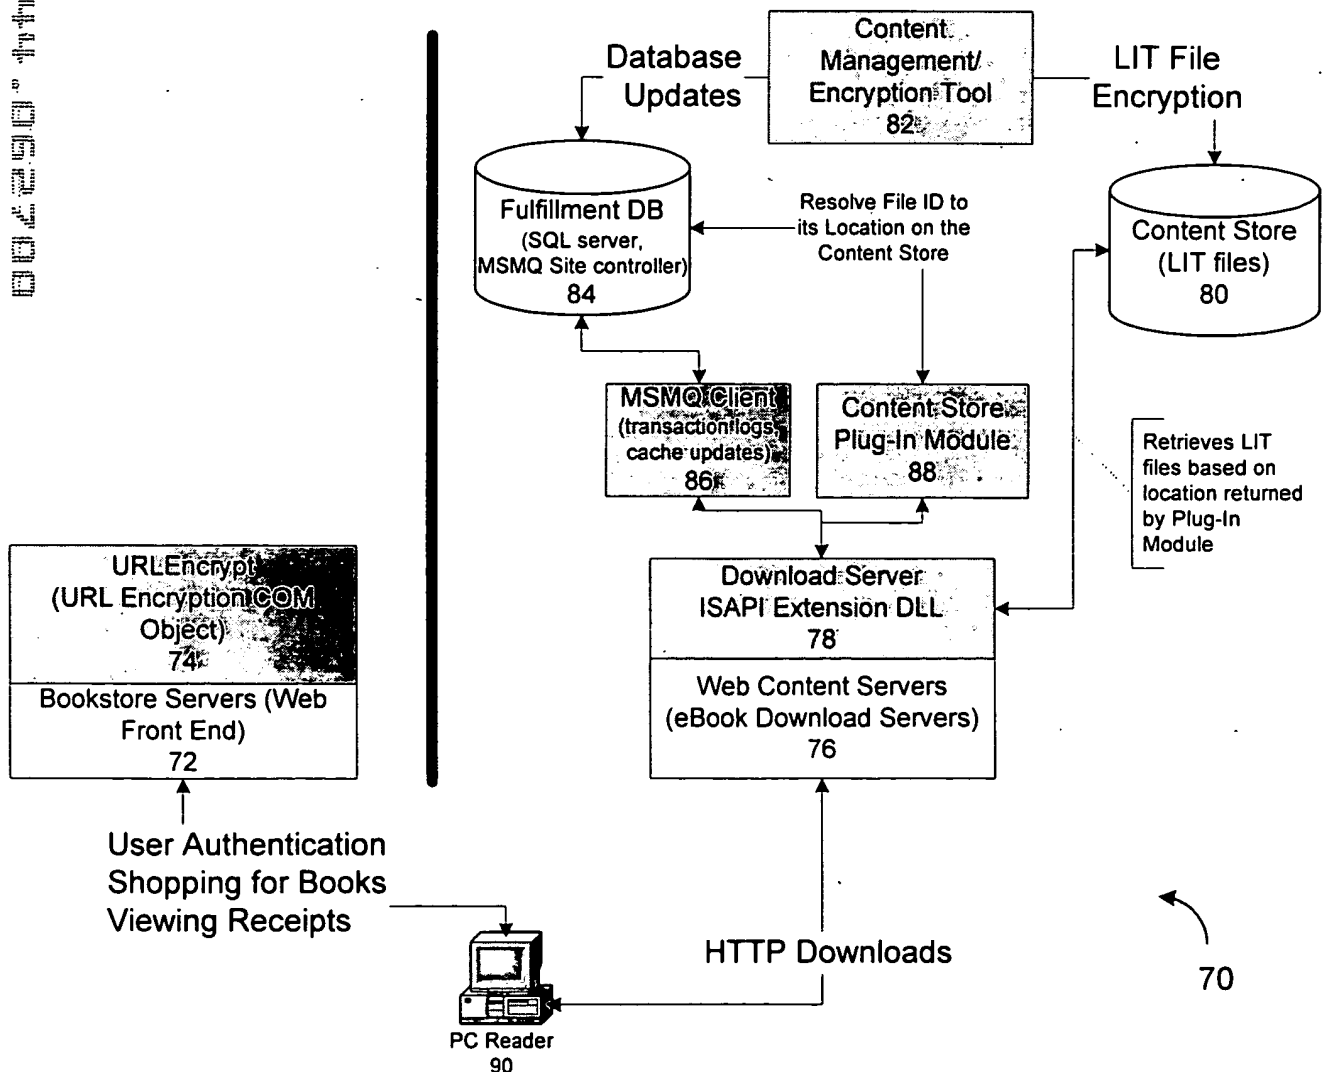 44.062700
Content
Management/
Encryption Tool
82
Database
Updates
LIT File
Encryption
Fulfillment DB
(SQL server,
MSMQ Site controller)
84
Resolve File ID to
its Location on the
Content Store
Content Store
(LIT files)
80
MSMQ Client
(transaction logs,
cache updates)
86
Content Store
Plug-In Module
88
Retrieves LIT
files based on
location returned
by Plug-In
Module
URLEncrypt
(URL Encryption COM
Object)
74
Bookstore Servers (Web
Front End)
72
Download Server
ISAPI Extension DLL
78
Web Content Servers
(eBook Download Servers)
76
User Authentication
Shopping for Books
Viewing Receipts
HTTP Downloads
PC Reader
90
70